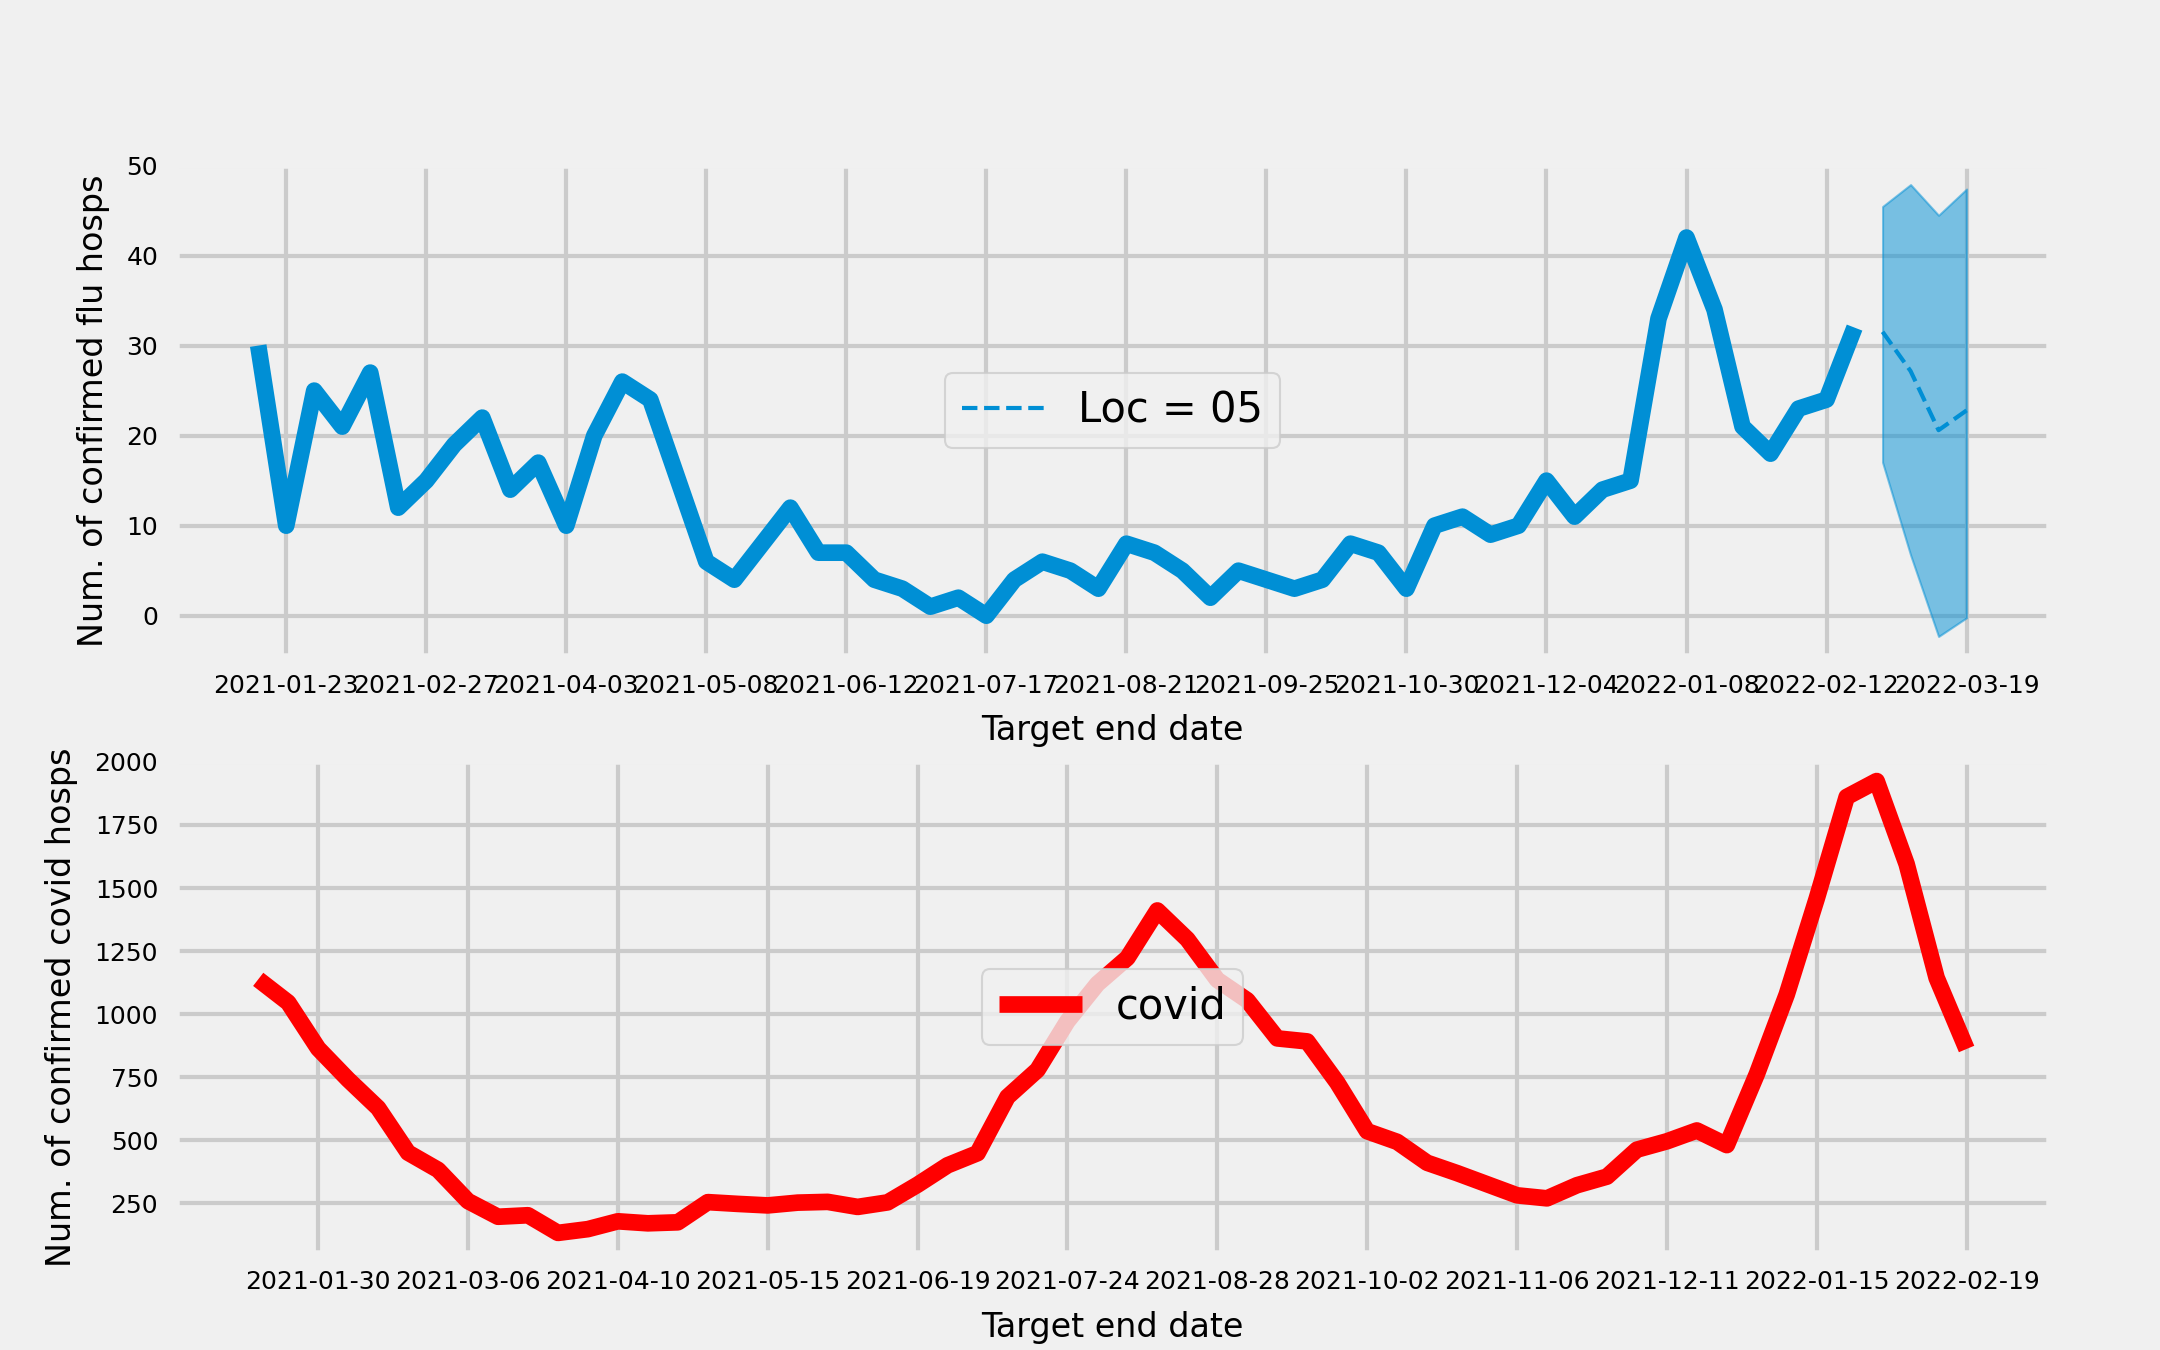 Num. of confirmed flu hosps
50
40
30
20
10
0
Loc = 05
2021-01-23 2021-02-27 2021-04-03 2021-05-08 2021-06-12 2021-07-17 2021-08-21 2021-09-25 2021-10-30 2021-12-04 2022-01-08 2022-02-12 2022-03-19
Target end date
Num. of confirmed covid hosps
2000
1750
1500
1250
1000
750
500
250
covid
2021-01-30 2021-03-06 2021-04-10 2021-05-15 2021-06-19 2021-07-24 2021-08-28 2021-10-02 2021-11-06 2021-12-11 2022-01-15 2022-02-19
Target end date